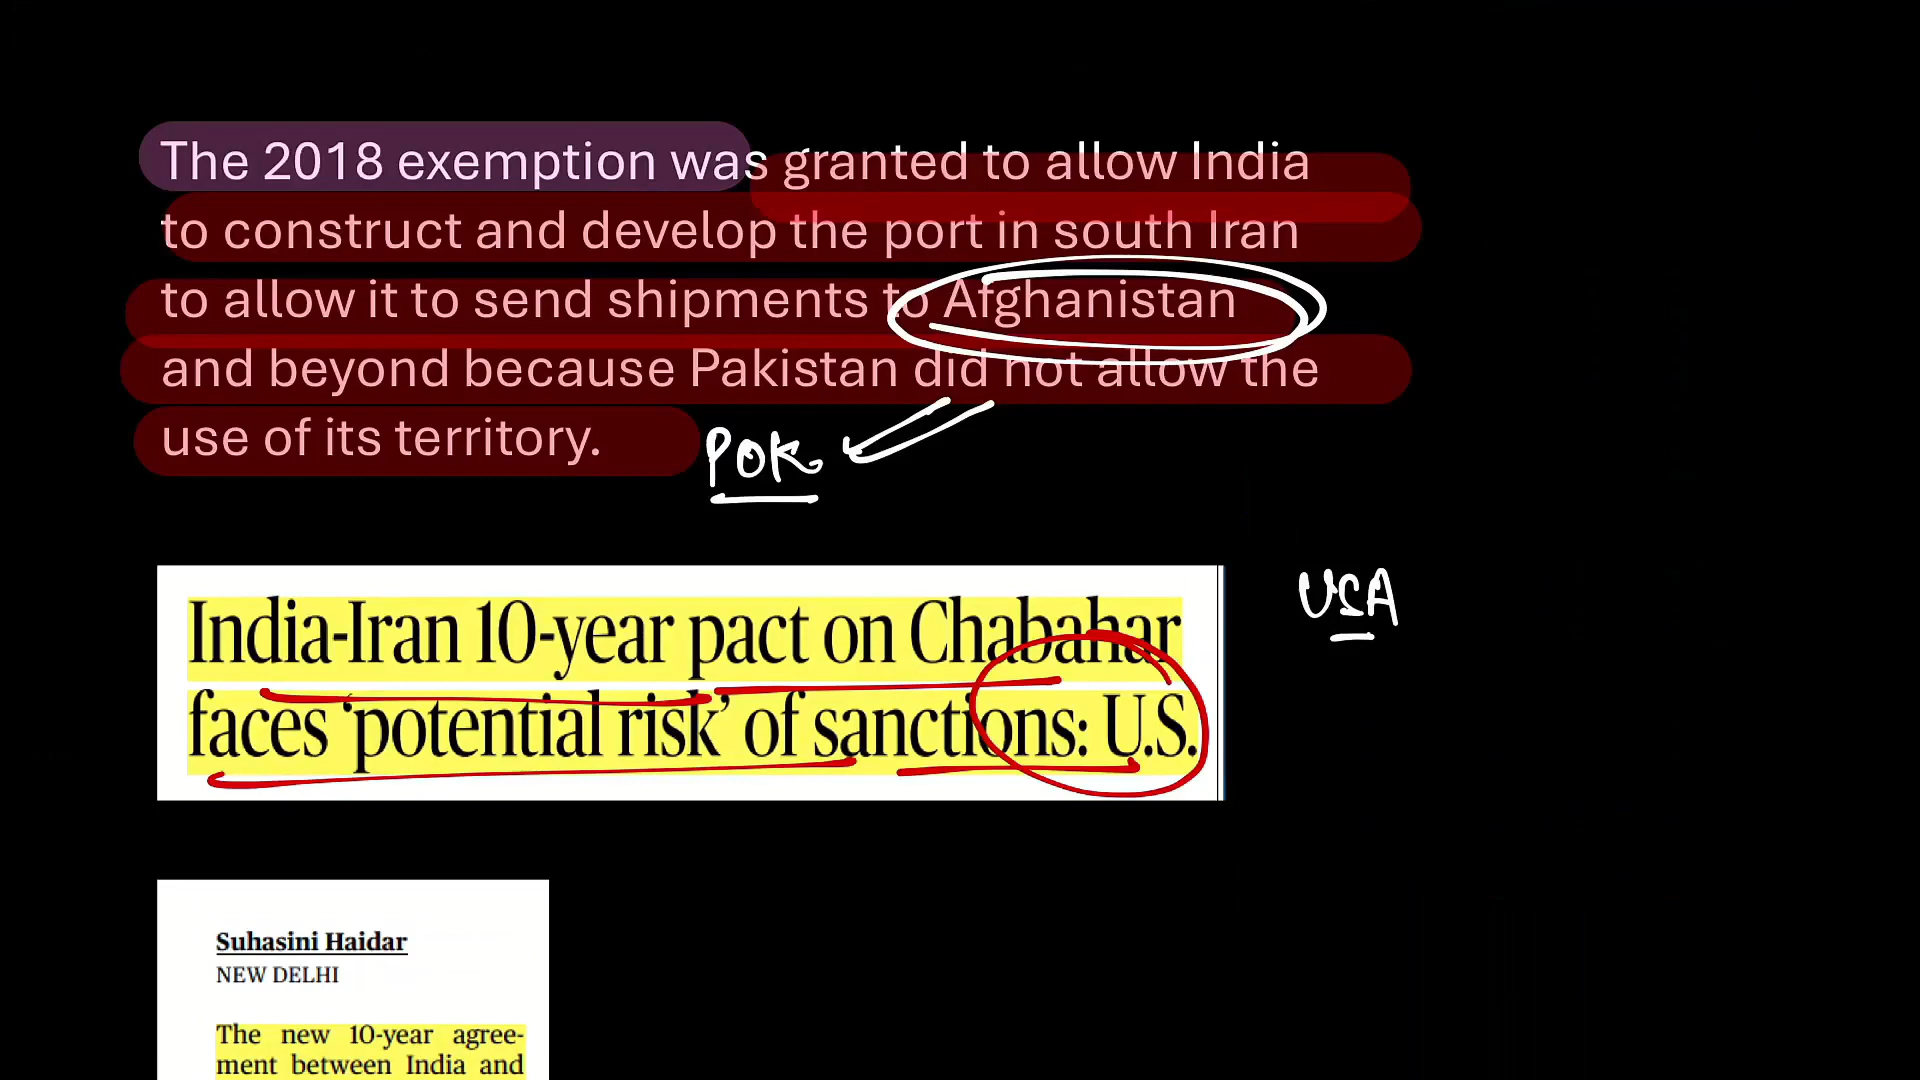 The 2018 exemption was granted to allow India
to construct and develop the port in south Iran
to allow it to send shipments to Afghanistan
and beyond because Pakistan did not allow the
use of its territory.
POK
India-Iran 10-year pact on Chabahar
faces ‘potential risk’ of sanctions: U.S.
USA
Suhasini Haidar
NEW DELHI
The new 10-year agree-
ment between India and